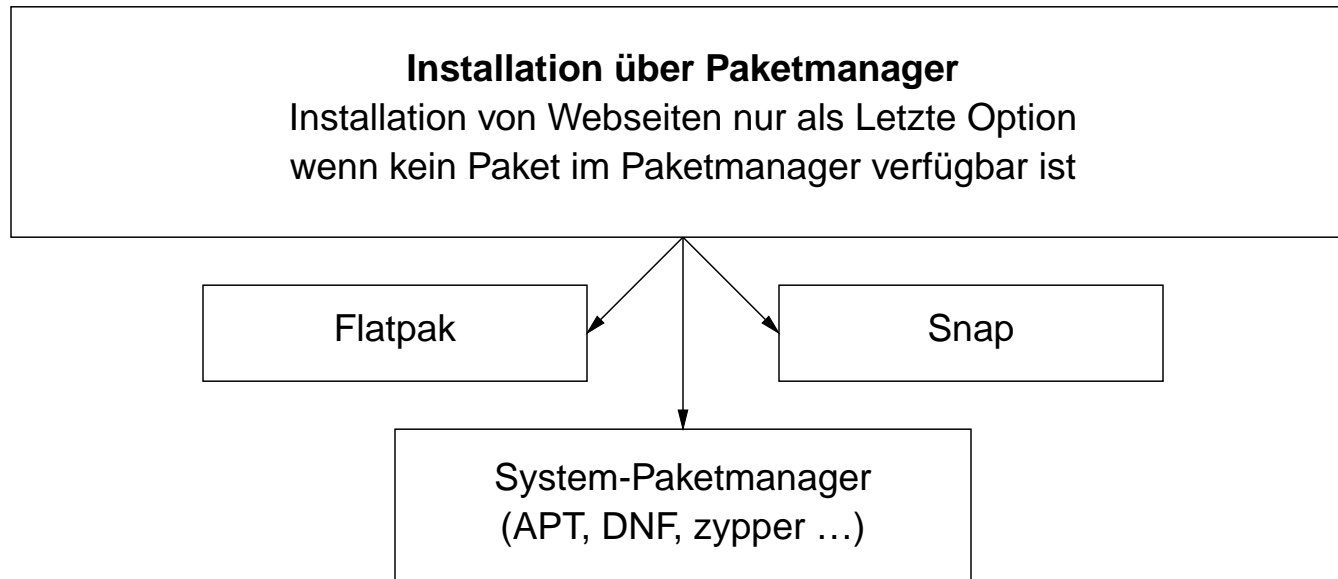 Installation über Paketmanager
Installation von Webseiten nur als Letzte Option
wenn kein Paket im Paketmanager verfügbar ist
Flatpak
Snap
System-Paketmanager
(APT, DNF, zypper …)